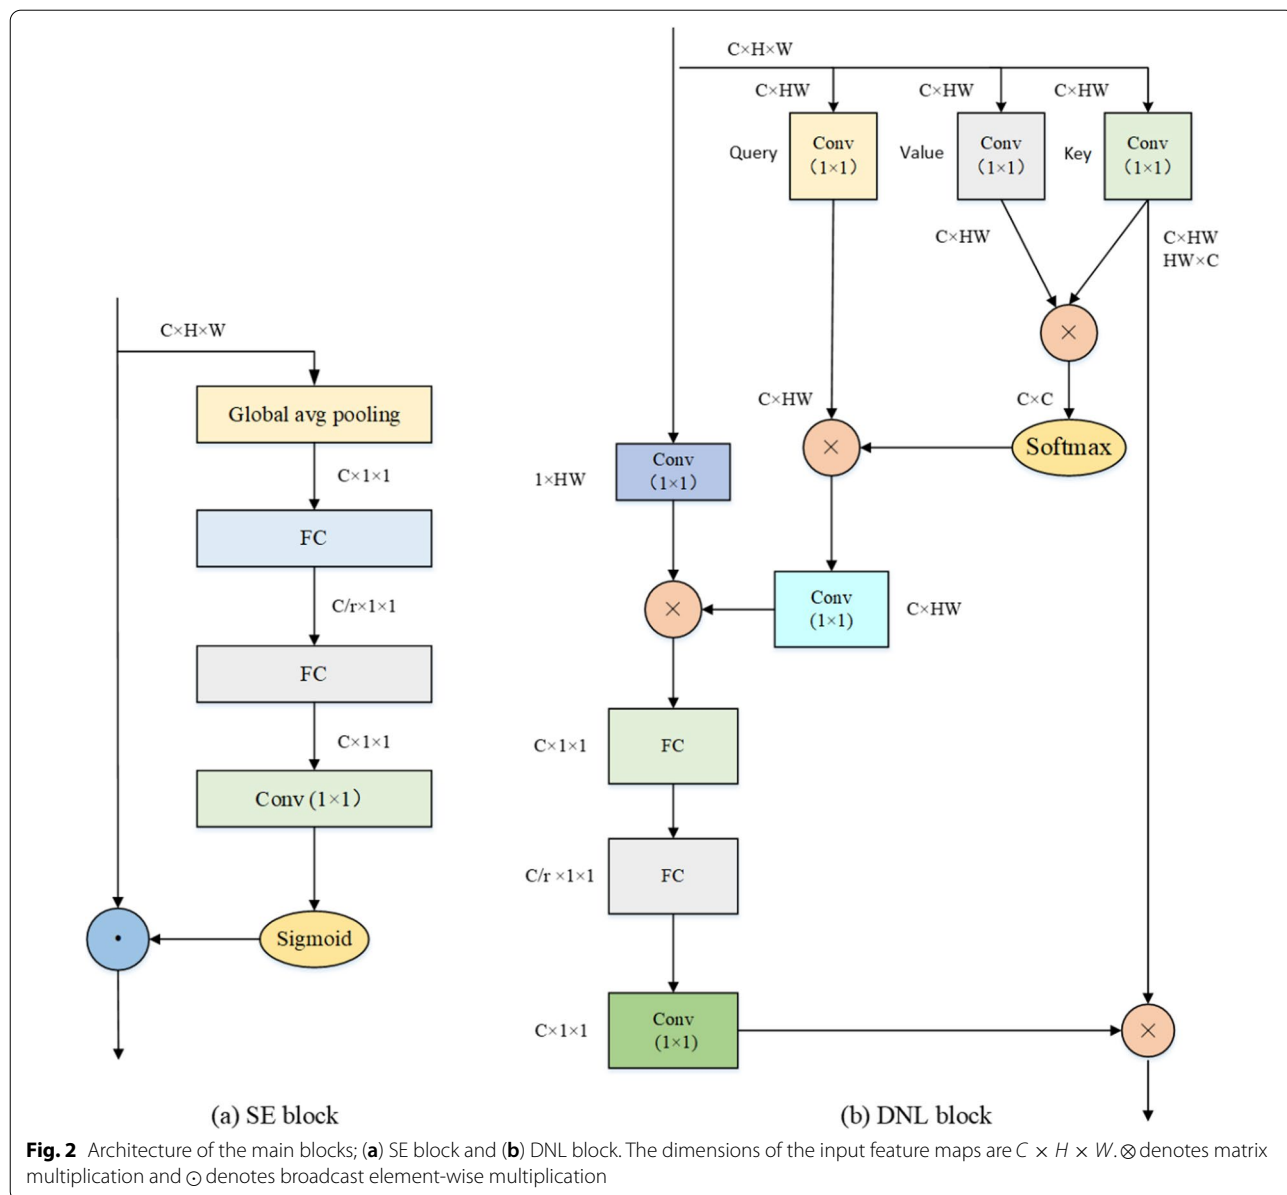 C×H×W
Global avg pooling
C×1×1
FC
C/r×1×1
FC
C×1×1
Conv (1×1)
Sigmoid
(a) SE block
C×H×W
C×HW
C×HW
C×HW
Query
Conv
(1×1)
Value
Conv
(1×1)
Key
Conv
(1×1)
C×HW
C×HW
HW×C
×
C×HW
C×C
×
Softmax
1×HW
Conv
(1×1)
×
Conv
(1×1)
C×HW
C×1×1
FC
C/r ×1×1
FC
C×1×1
Conv
(1×1)
×
(b) DNL block
Fig. 2 Architecture of the main blocks; (a) SE block and (b) DNL block. The dimensions of the input feature maps are C × H × W. ⊗ denotes matrix
multiplication and ⊙ denotes broadcast element-wise multiplication